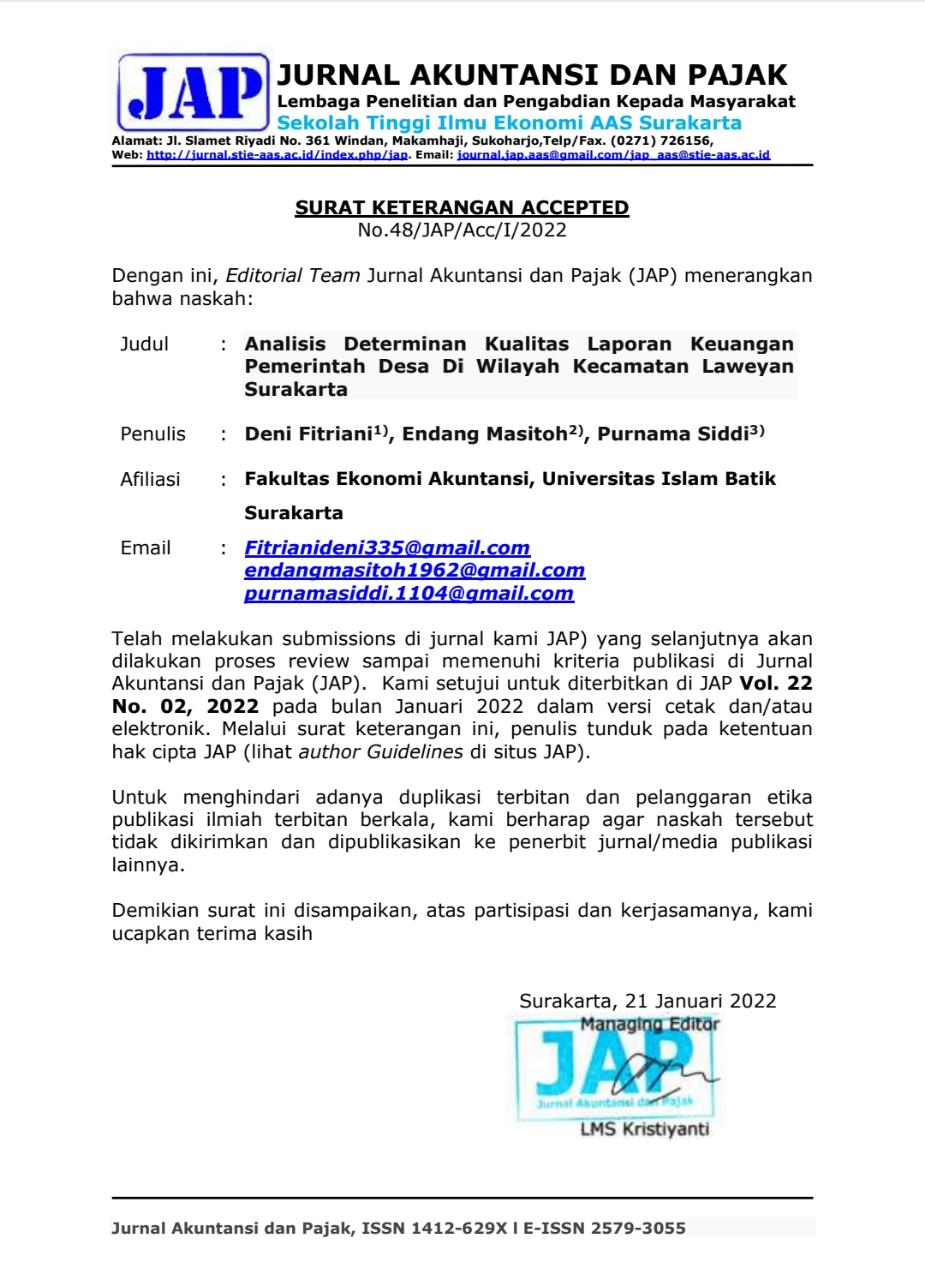 JAP
JURNAL AKUNTANSI DAN PAJAK
Lembaga Penelitian dan Pengabdian Kepada Masyarakat
Sekolah Tinggi Ilmu Ekonomi AAS Surakarta
Alamat: Jl. Slamet Riyadi No. 361 Windan, Makamhaji, Sukoharjo,Telp/Fax. (0271) 726156,
Web: http://jurnal.stie-aas.ac.id/index.php/jap. Email: journal.jap.aas@gmail.com/jap_aas@stie-aas.ac.id
SURAT KETERANGAN ACCEPTED
No.48/JAP/Acc/I/2022
Dengan ini, Editorial Team Jurnal Akuntansi dan Pajak (JAP) menerangkan
bahwa naskah:
Judul : Analisis Determinan Kualitas Laporan Keuangan
Pemerintah Desa Di Wilayah Kecamatan Laweyan
Surakarta
Penulis : Deni Fitriani1), Endang Masitoh2), Purnama Siddi3)
Afiliasi : Fakultas Ekonomi Akuntansi, Universitas Islam Batik
Surakarta
Email : Fitrianideni335@gmail.com
endangmasitoh1962@gmail.com
purnamasiddi.1104@gmail.com
Telah melakukan submissions di jurnal kami JAP) yang selanjutnya akan
dilakukan proses review sampai memenuhi kriteria publikasi di Jurnal
Akuntansi dan Pajak (JAP). Kami setujui untuk diterbitkan di JAP Vol. 22
No. 02, 2022 pada bulan Januari 2022 dalam versi cetak dan/atau
elektronik. Melalui surat keterangan ini, penulis tunduk pada ketentuan
hak cipta JAP (lihat author Guidelines di situs JAP).
Untuk menghindari adanya duplikasi terbitan dan pelanggaran etika
publikasi ilmiah terbitan berkala, kami berharap agar naskah tersebut
tidak dikirimkan dan dipublikasikan ke penerbit jurnal/media publikasi
lainnya.
Demikian surat ini disampaikan, atas partisipasi dan kerjasamanya, kami
ucapkan terima kasih
Surakarta, 21 Januari 2022
Managing Editor
JAP
Jurnal Akuntansi dan Pajak
LMS Kristiyanti
Jurnal Akuntansi dan Pajak, ISSN 1412-629X l E-ISSN 2579-3055